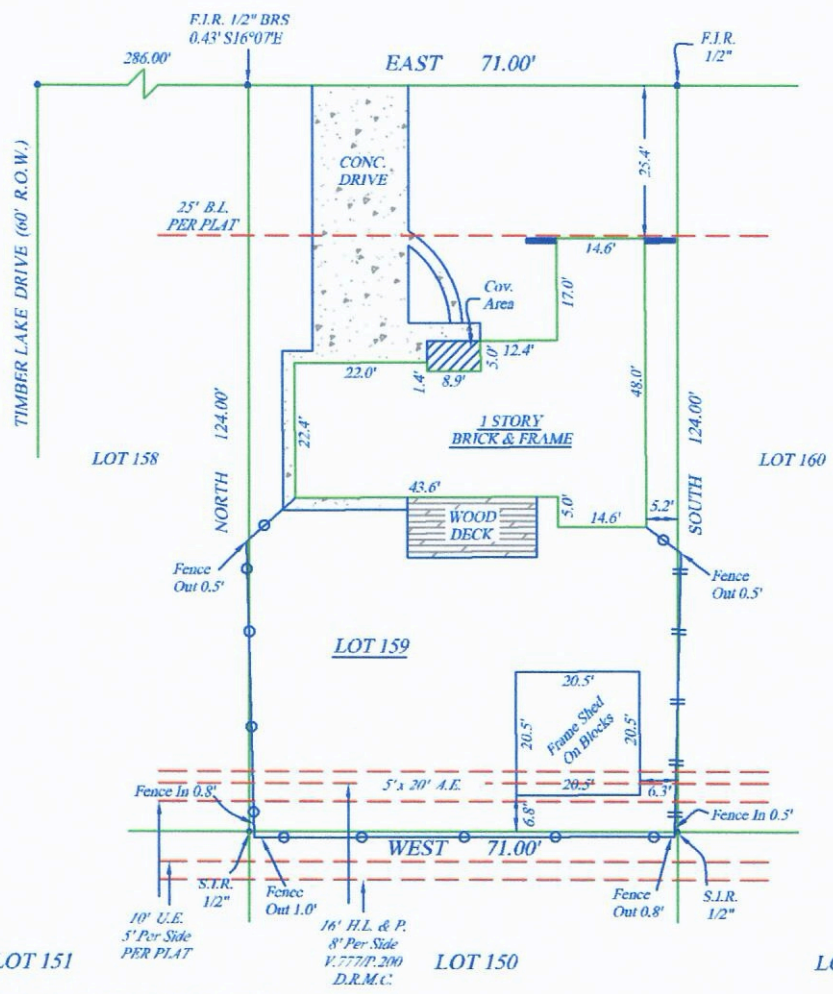 F.I.R. 1/2" BRS
0.43' S16°07'E
F.I.R.
1/2"
286.00'
EAST 71.00'
TIMBER LAKE DRIVE (60' R.O.W.)
CONC.
DRIVE
25.4'
25' B.L.
PER PLAT
14.6'
Cov.
Area
17.0'
12.4'
5.0'
22.0'
1.4'
8.9'
48.0'
22.4'
1 STORY
BRICK & FRAME
NORTH 124.00'
SOUTH 124.00'
LOT 158
LOT 160
43.6'
WOOD
DECK
5.0'
14.6'
5.2'
Fence
Out 0.5'
Fence
Out 0.5'
LOT 159
20.5'
20.5'
Frame Shed
On Blocks
20.5'
20.5'
5' x 20' A.E.
6.3'
Fence In 0.8'
6.8'
Fence In 0.5'
WEST 71.00'
S.I.R.
1/2"
Fence
Out 1.0'
Fence
Out 0.8'
S.I.R.
1/2"
10' U.E.
5' Per Side
PER PLAT
16' H.L. & P.
8' Per Side
V.777/P.200
D.R.M.C.
LOT 151
LOT 150